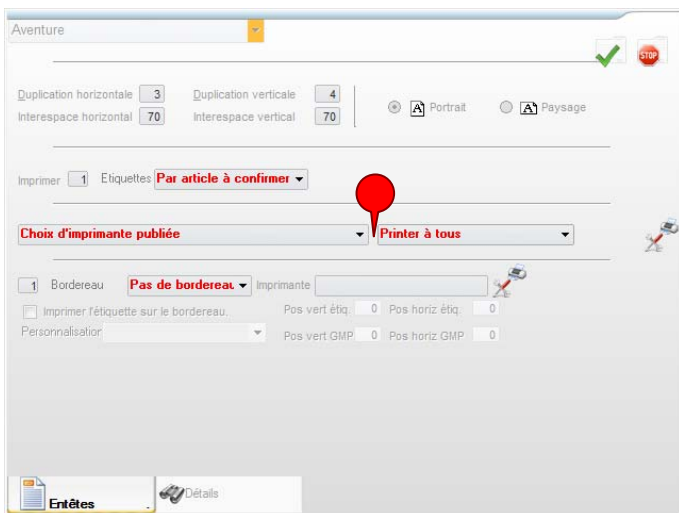 Aventure
STOP
Duplication horizontale 3 Duplication verticale 4
A Portrait A Paysage
Interespace horizontal 70 Interespace vertical 70
Imprimer 1 Etiquettes Par article à confirmer
Choix d'imprimante publiée Printer à tous
1 Bordereau Pas de bordereau Imprimante
Imprimer l'étiquette sur le bordereau. Pos vert étiq. 0 Pos horiz étiq. 0
Personnalisation Pos vert GMP 0 Pos horiz GMP 0
Entêtes . Détails